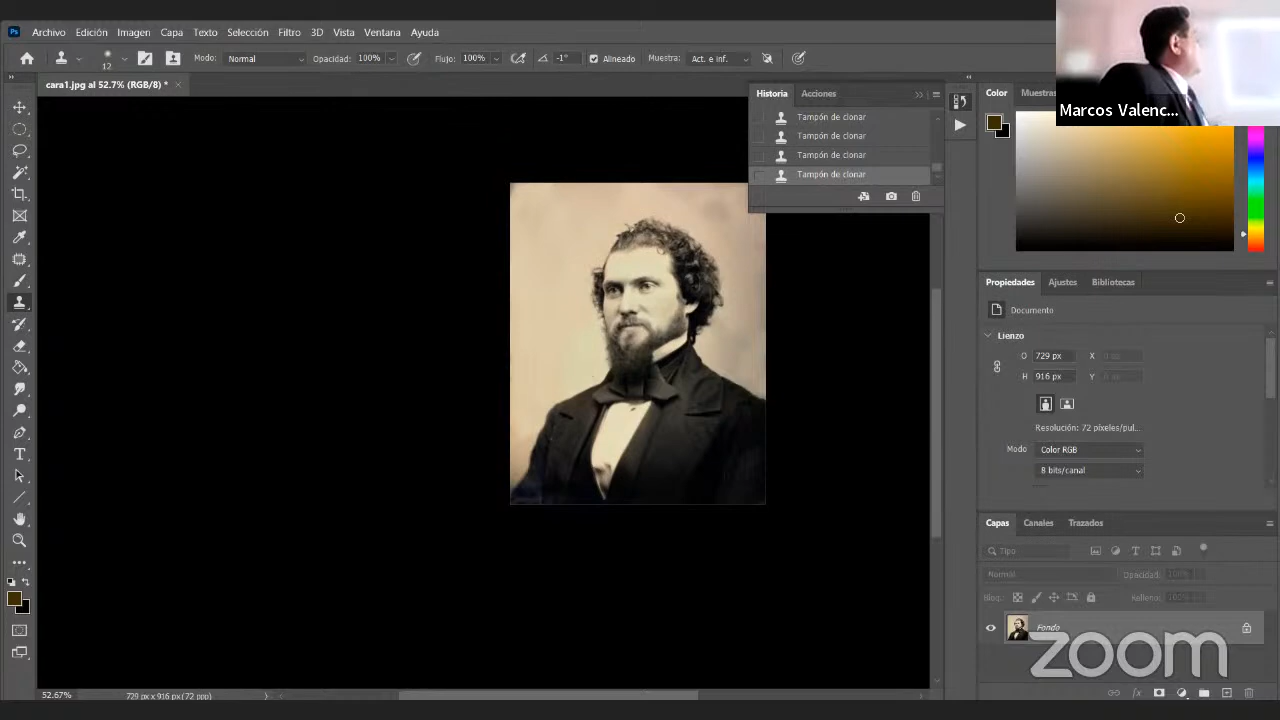 Ps Archivo Edición Imagen Capa Texto Selección Filtro 3D Vista Ventana Ayuda
12 Modo: Normal Opacidad: 100% Flujo: 100% -1° Alineado Muestra: Act. e inf.
cara1.jpg al 52.7% (RGB/8) *
Historia Acciones
Tampón de clonar
Tampón de clonar
Tampón de clonar
Tampón de clonar
Color Muestras
Marcos Valenc...
Propiedades Ajustes Bibliotecas
Documento
Lienzo
O 729 px X
H 916 px Y
Resolución: 72 píxeles/pul...
Modo Color RGB
8 bits/canal
Capas Canales Trazados
Tipo
Normal Opacidad: 100%
Bloq.: Relleno: 100%
Fondo
zoom
52.67% 729 px x 916 px (72 ppp)